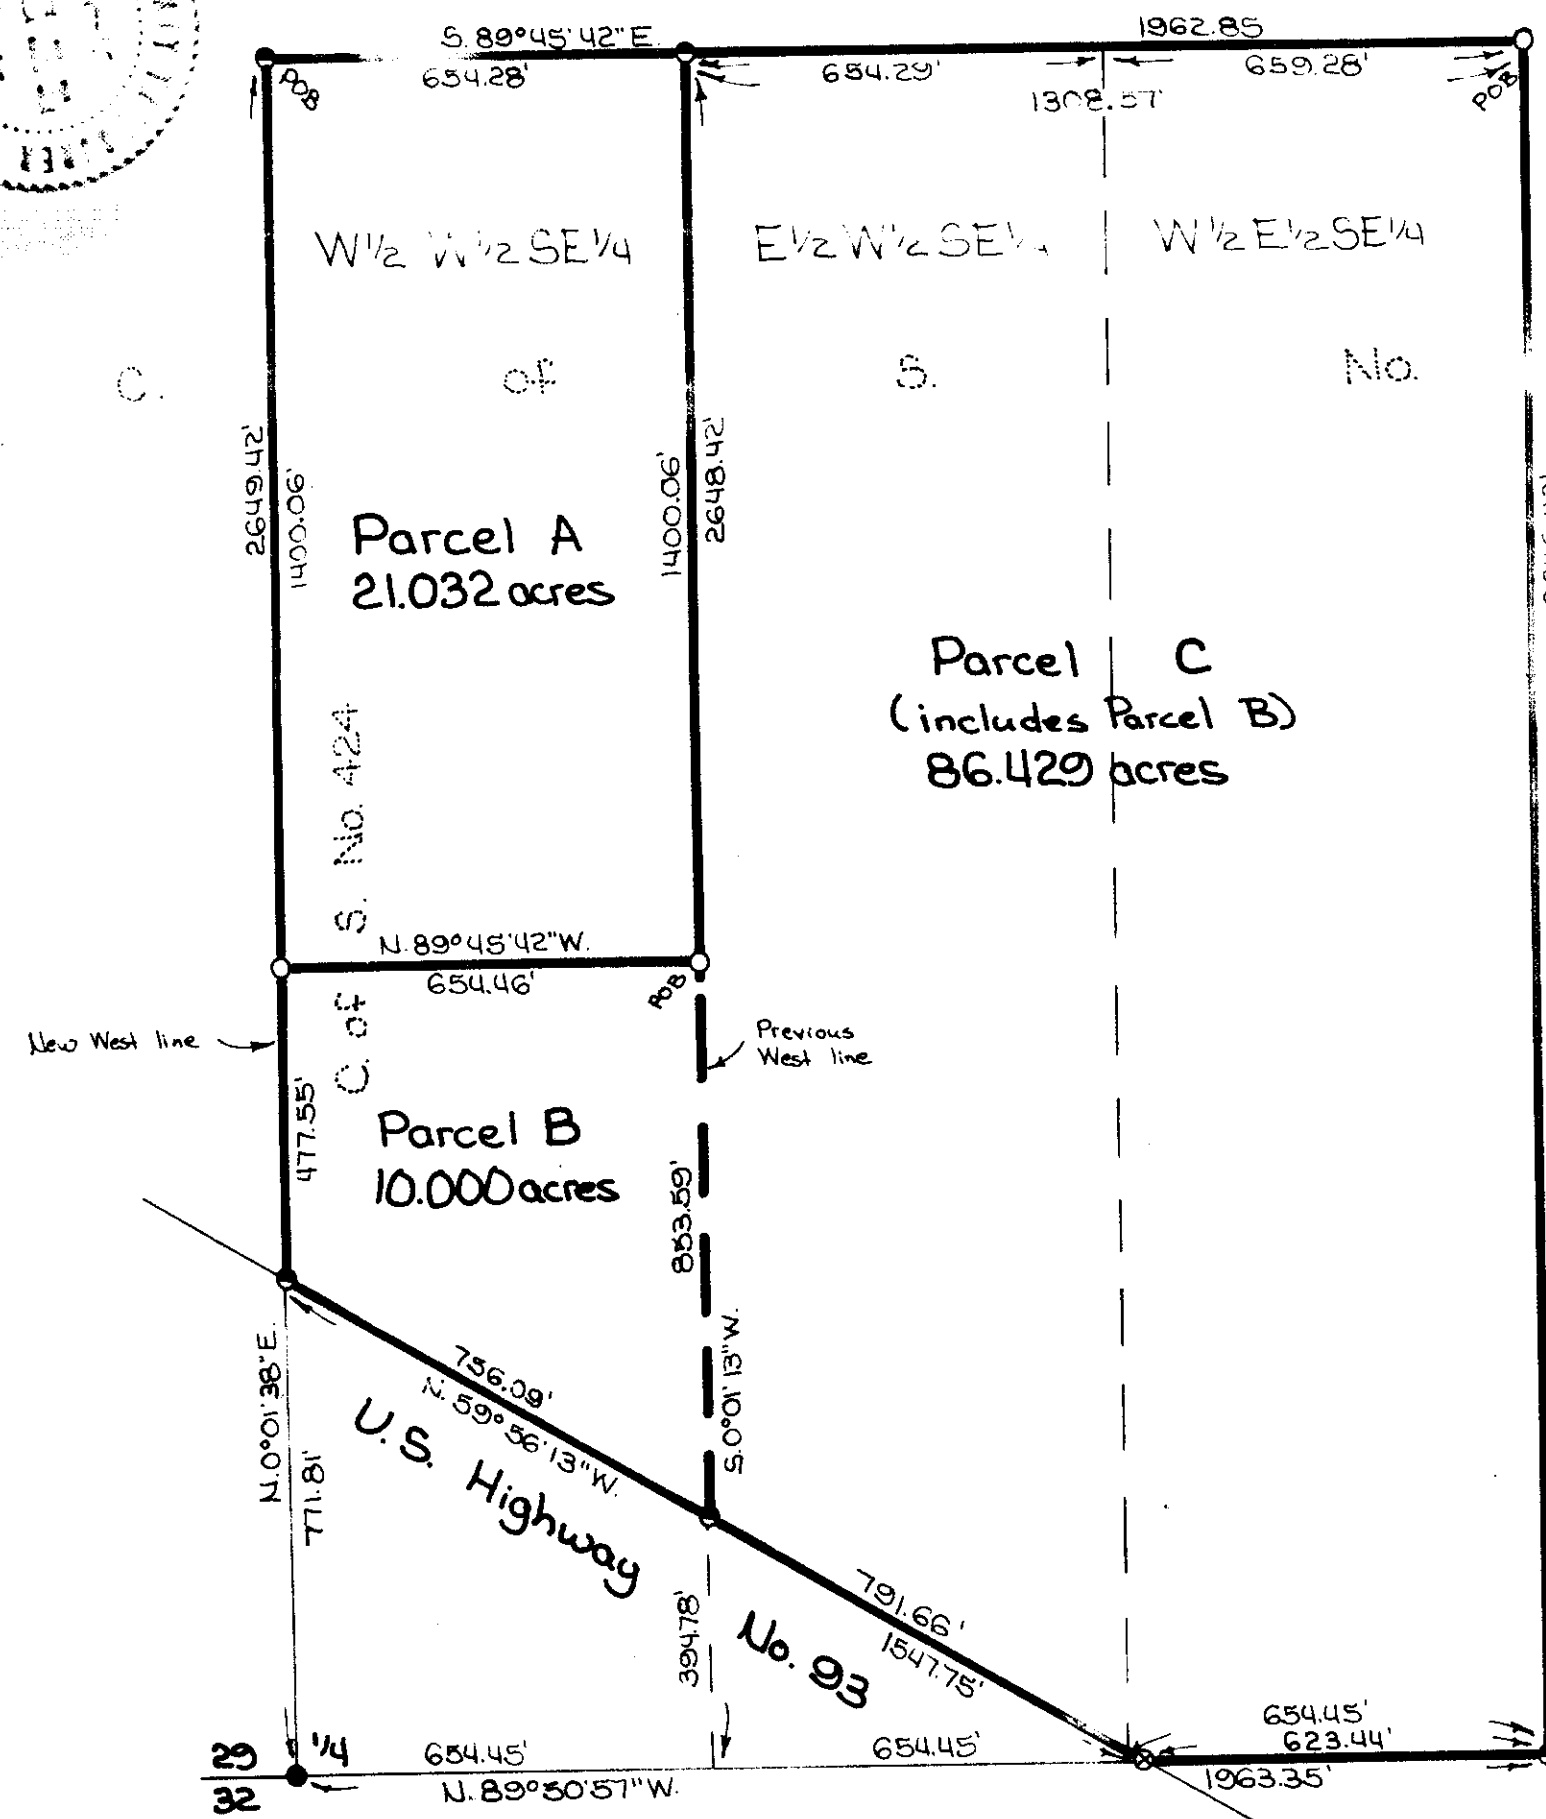 S. 89°45'42"E.
1962.85
654.28'
654.29'
659.28'
POB
POB
1308.57'
W1/2 W1/2 SE1/4
E1/2 W1/2 SE1/4
W1/2 E1/2 SE1/4
C. of S. No.
2649.42'
1400.06'
1400.06'
2648.42'
Parcel A
21.032 acres
Parcel C
(includes Parcel B)
86.429 acres
C. of S. No. 424
N. 89°45'42"W.
654.46'
POB
New West line
Previous
West line
477.55'
Parcel B
10.000 acres
853.59'
S.0°01'13"W.
N.0°01'38"E.
771.81'
756.09'
N. 59°56'13"W.
U.S. Highway No. 93
394.78'
791.66'
1547.75'
654.45'
623.44'
1963.35'
29
32
1/4
654.45'
654.45'
N. 89°50'57"W.